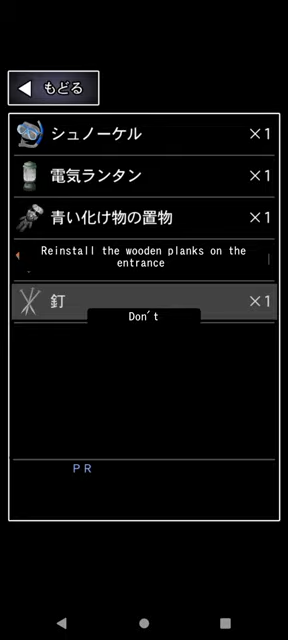 もどる
シュノーケル ×1
電気ランタン ×1
青い化け物の置物 ×1
Reinstall the wooden planks on the
entrance
釘 ×1
Don't
PR